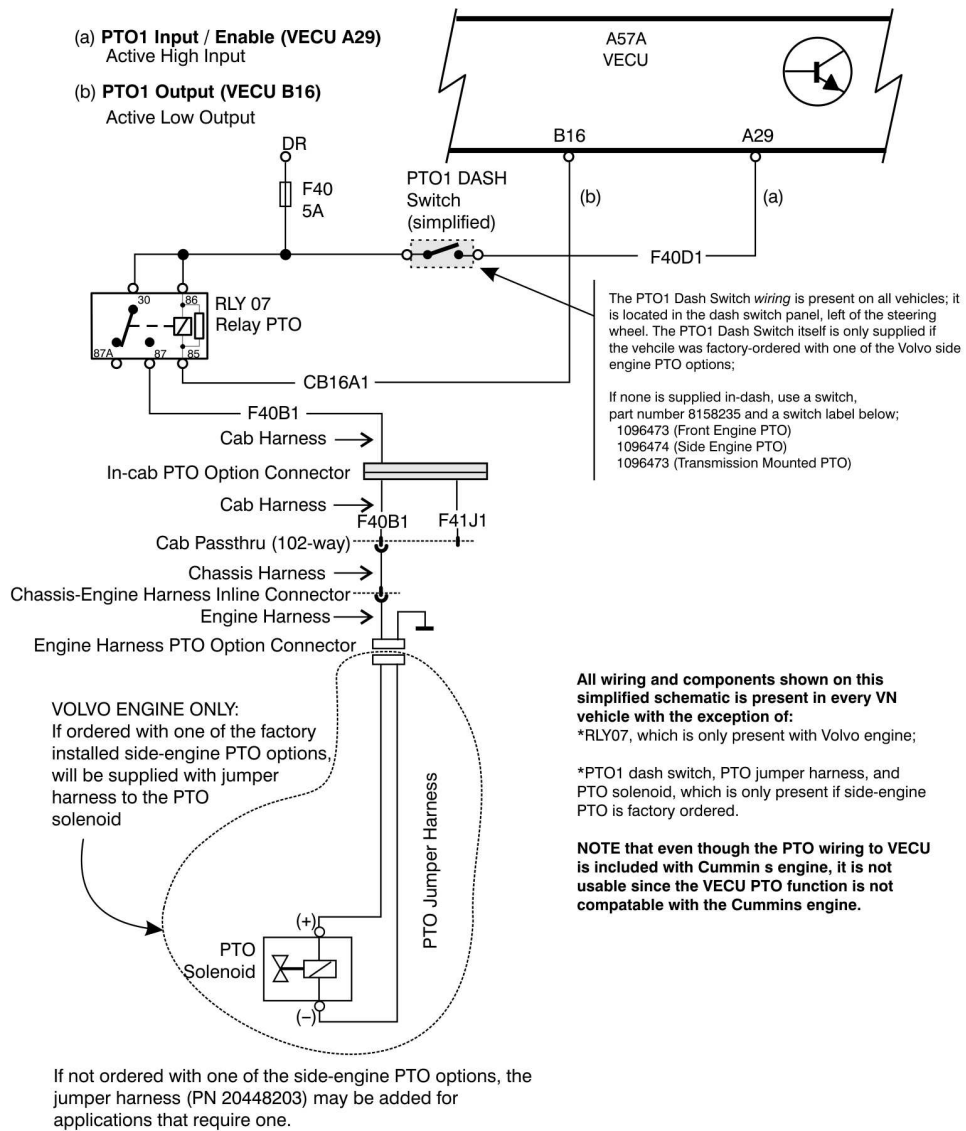 (a) PTO1 Input / Enable (VECU A29)
Active High Input
(b) PTO1 Output (VECU B16)
Active Low Output
A57A
VECU
B16
A29
DR
F40
5A
PTO1 DASH
Switch
(simplified)
(b)
(a)
F40D1
30
86
87A
87
85
RLY 07
Relay PTO
CB16A1
The PTO1 Dash Switch wiring is present on all vehicles; it
is located in the dash switch panel, left of the steering
wheel. The PTO1 Dash Switch itself is only supplied if
the vehcile was factory-ordered with one of the Volvo side
engine PTO options;
If none is supplied in-dash, use a switch,
part number 8158235 and a switch label below;
1096473 (Front Engine PTO)
1096474 (Side Engine PTO)
1096473 (Transmission Mounted PTO)
F40B1
Cab Harness
In-cab PTO Option Connector
Cab Harness
F40B1
F41J1
Cab Passthru (102-way)
Chassis Harness
Chassis-Engine Harness Inline Connector
Engine Harness
Engine Harness PTO Option Connector
VOLVO ENGINE ONLY:
If ordered with one of the factory
installed side-engine PTO options,
will be supplied with jumper
harness to the PTO
solenoid
PTO Jumper Harness
(+)
PTO
Solenoid
(–)
All wiring and components shown on this
simplified schematic is present in every VN
vehicle with the exception of:
*RLY07, which is only present with Volvo engine;
*PTO1 dash switch, PTO jumper harness, and
PTO solenoid, which is only present if side-engine
PTO is factory ordered.
NOTE that even though the PTO wiring to VECU
is included with Cummin s engine, it is not
usable since the VECU PTO function is not
compatable with the Cummins engine.
If not ordered with one of the side-engine PTO options, the
jumper harness (PN 20448203) may be added for
applications that require one.